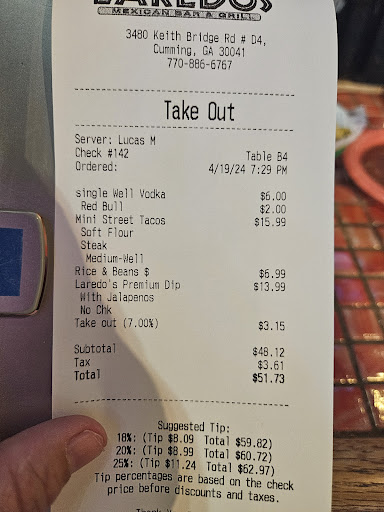 LAREDOS
MEXICAN BAR & GRILL
3480 Keith Bridge Rd # D4,
Cumming, GA 30041
770-886-6767
Take Out
Server: Lucas M
Check #142 Table B4
Ordered: 4/19/24 7:29 PM
single Well Vodka $6.00
Red Bull $2.00
Mini Street Tacos $15.99
Soft Flour
Steak
Medium-Well
Rice & Beans $ $6.99
Laredo's Premium Dip $13.99
With Jalapenos
No Chk
Take out (7.00%) $3.15
Subtotal $48.12
Tax $3.61
Total $51.73
Suggested Tip:
18%: (Tip $8.09 Total $59.82)
20%: (Tip $8.99 Total $60.72)
25%: (Tip $11.24 Total $62.97)
Tip percentages are based on the check
price before discounts and taxes.